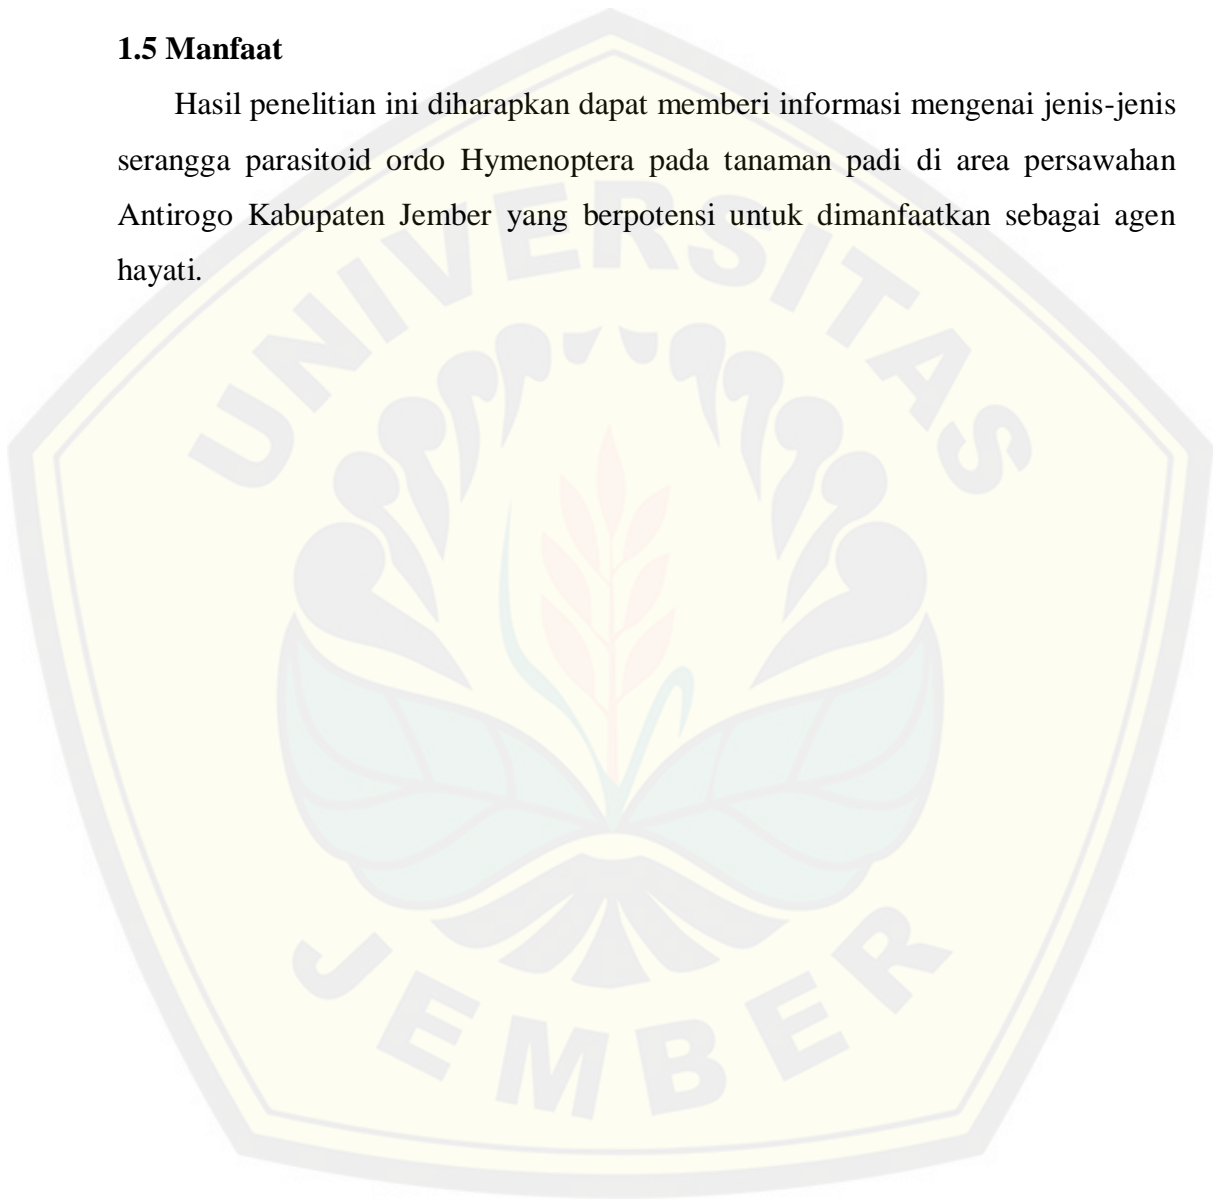 1.5 Manfaat
Hasil penelitian ini diharapkan dapat memberi informasi mengenai jenis-jenis
serangga parasitoid ordo Hymenoptera pada tanaman padi di area persawahan
Antirogo Kabupaten Jember yang berpotensi untuk dimanfaatkan sebagai agen
hayati.
UNIVERSITAS
JEMBER